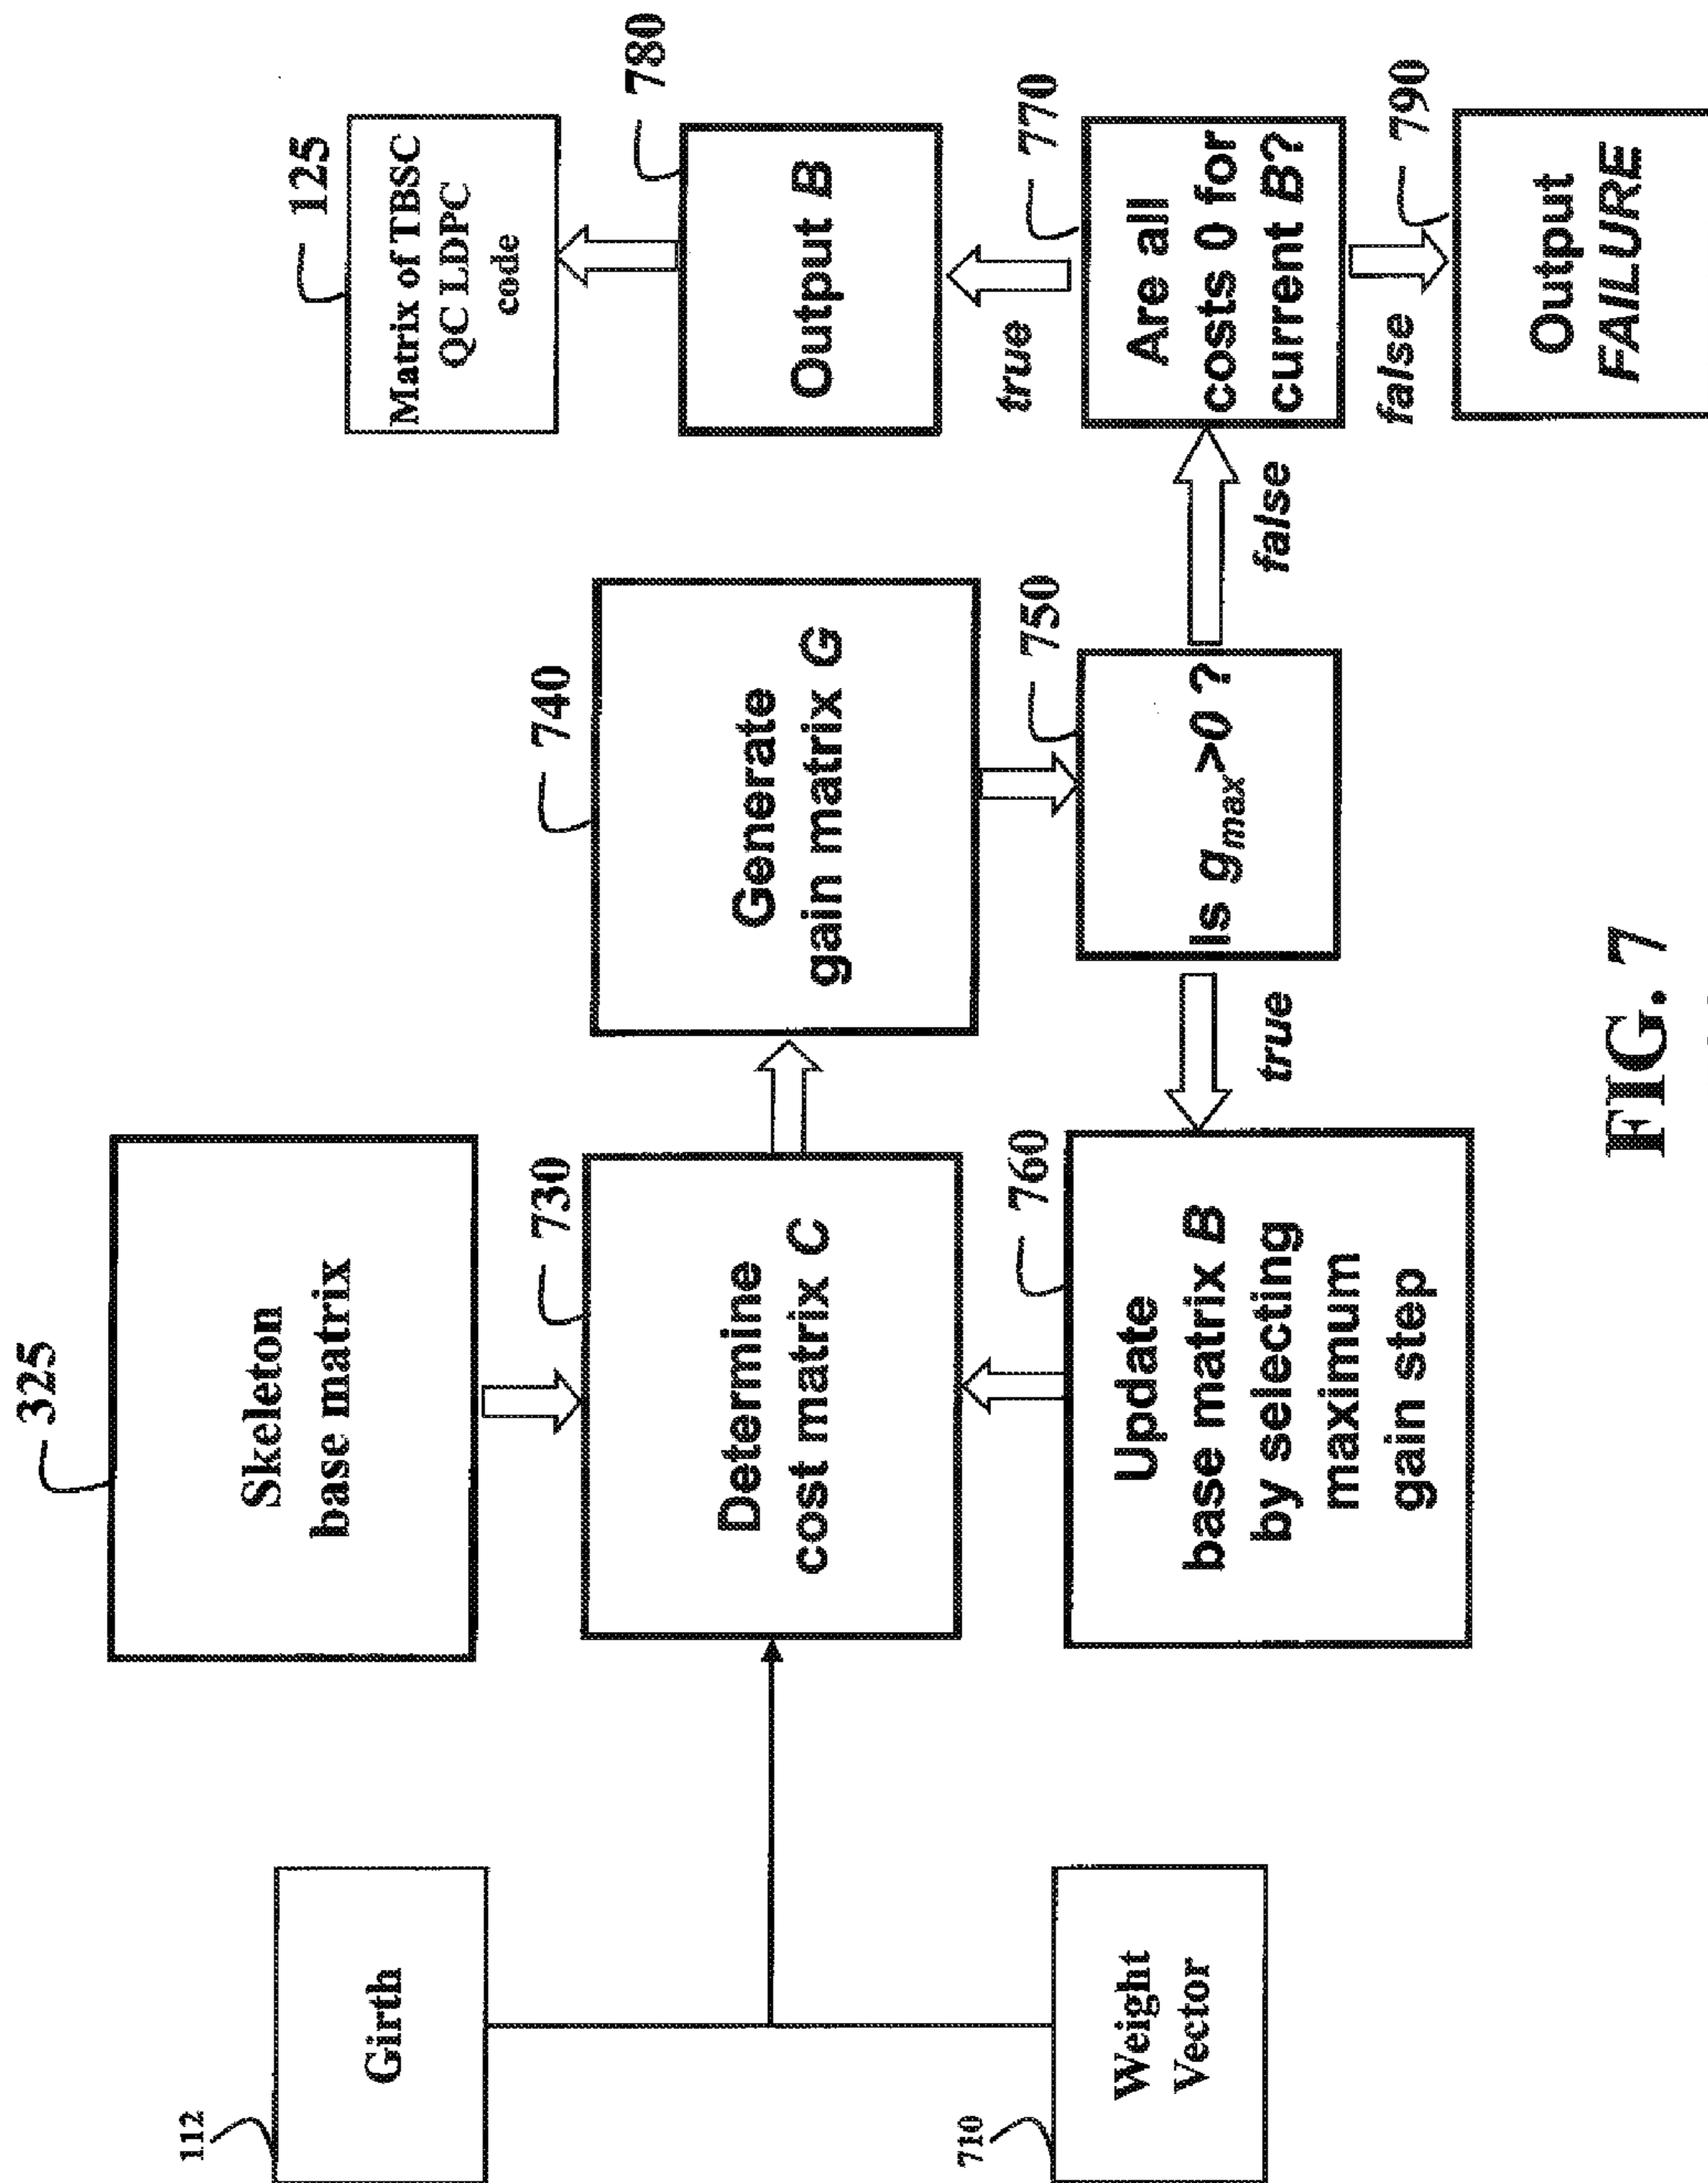 112
Girth
710
Weight
Vector
325
Skeleton
base matrix
730
Determine
cost matrix C
760
Update
base matrix B
by selecting
maximum
gain step
740
Generate
gain matrix G
750
Is gmax>0 ?
true
false
125
Matrix of TBSC
QC LDPC
code
780
Output B
true
770
Are all
costs 0 for
current B?
false
790
Output
FAILURE
FIG. 7